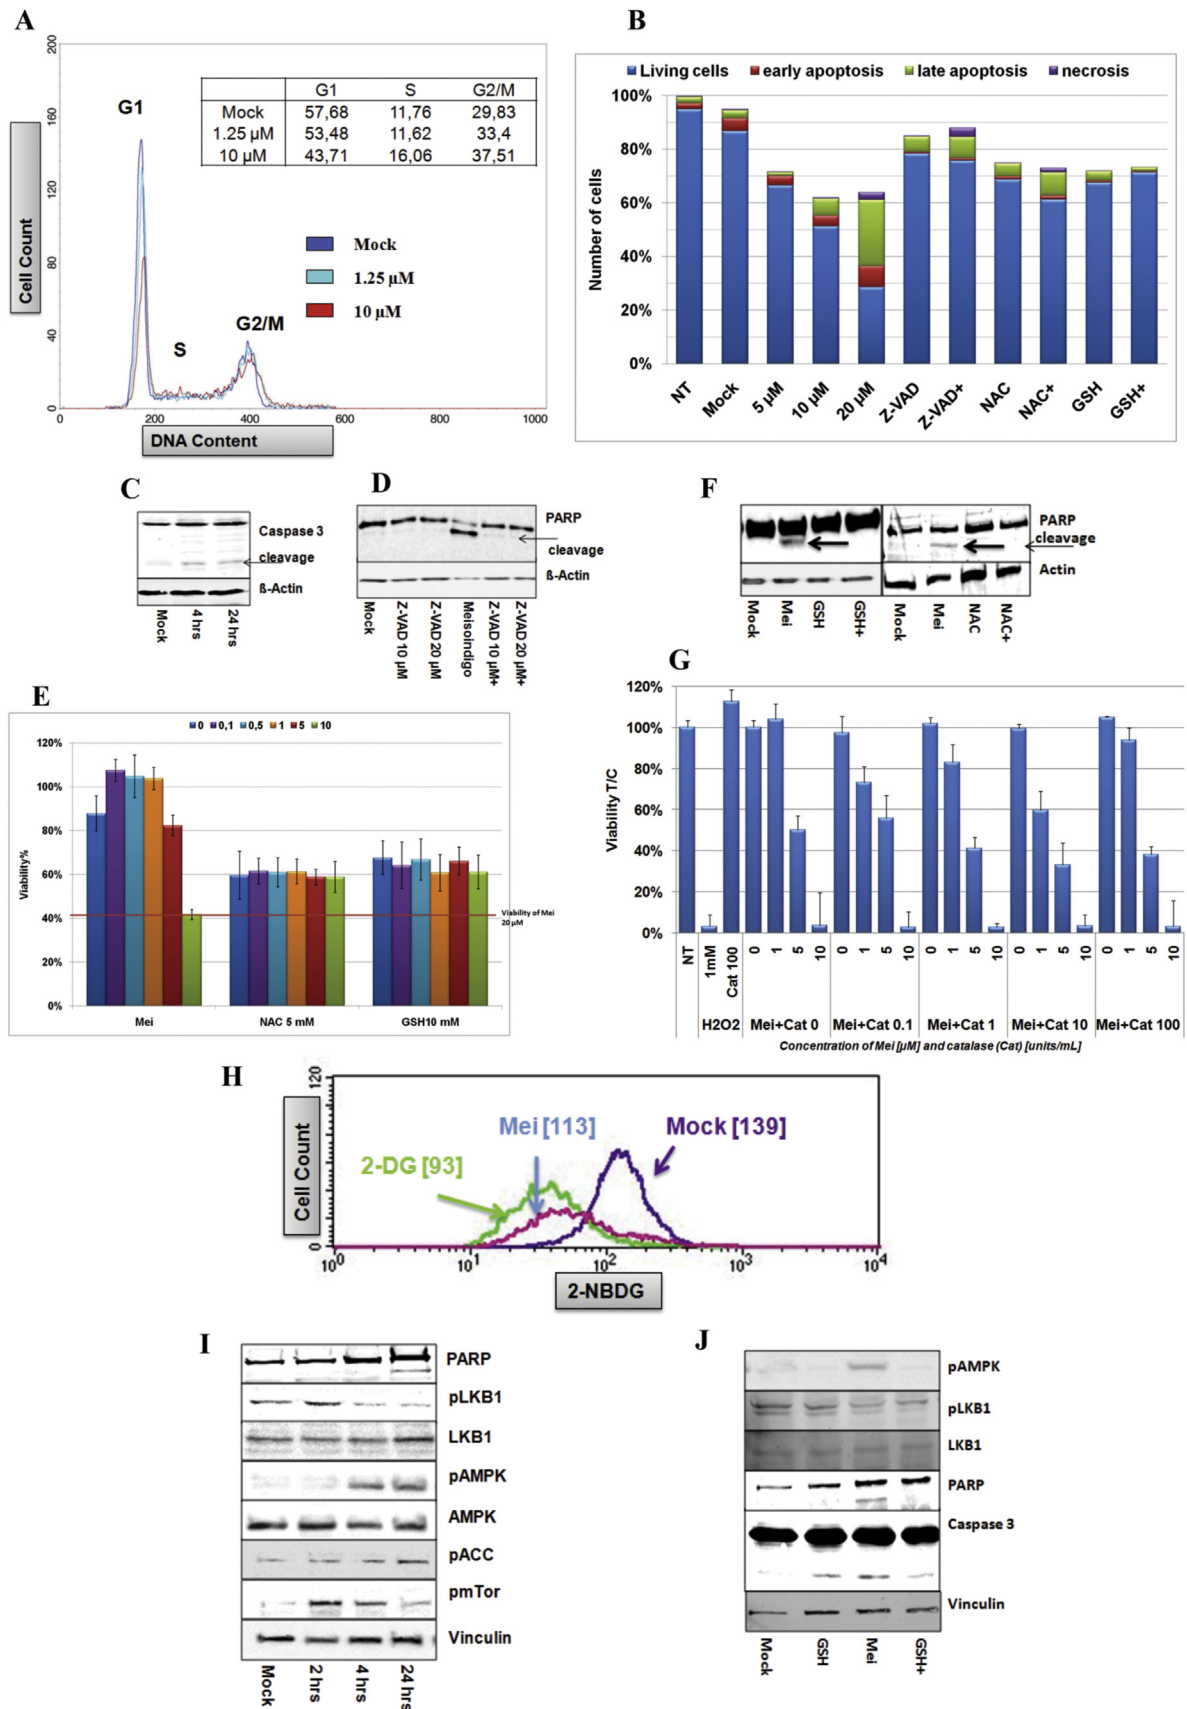 A
200
160
120
80
40
0
Cell Count
G1
S
G2/M
G1 S G2/M
Mock 57,68 11,76 29,83
1.25 µM 53,48 11,62 33,4
10 µM 43,71 16,06 37,51
Mock
1.25 µM
10 µM
0 200 400 600 800 1000
DNA Content
B
Living cells early apoptosis late apoptosis necrosis
Number of cells
100%
80%
60%
40%
20%
0%
NT Mock 5 µM 10 µM 20 µM Z-VAD Z-VAD+ NAC NAC+ GSH GSH+
C
Caspase 3
cleavage
ß-Actin
Mock 4 hrs 24 hrs
D
PARP
cleavage
ß-Actin
Mock Z-VAD 10 µM Z-VAD 20 µM Meisoindigo Z-VAD 10 µM+ Z-VAD 20 µM+
F
PARP
cleavage
Actin
Mock Mei GSH GSH+ Mock Mei NAC NAC+
E
0 0,1 0,5 1 5 10
Viability%
120%
100%
80%
60%
40%
20%
0%
Viability of Mei
20 µM
Mei NAC 5 mM GSH10 mM
G
Viability T/C
120%
100%
80%
60%
40%
20%
0%
NT 1mM Cat 100 0 1 5 10 0 1 5 10 0 1 5 10 0 1 5 10 0 1 5 10
H2O2 Mei+Cat 0 Mei+Cat 0.1 Mei+Cat 1 Mei+Cat 10 Mei+Cat 100
Concentration of Mei [µM] and catalase (Cat) [units/mL]
H
Cell Count
120
0
2-DG [93]
Mei [113]
Mock [139]
10^0 10^1 10^2 10^3 10^4
2-NBDG
I
PARP
pLKB1
LKB1
pAMPK
AMPK
pACC
pmTor
Vinculin
Mock 2 hrs 4 hrs 24 hrs
J
pAMPK
pLKB1
LKB1
PARP
Caspase 3
Vinculin
Mock GSH Mei GSH+